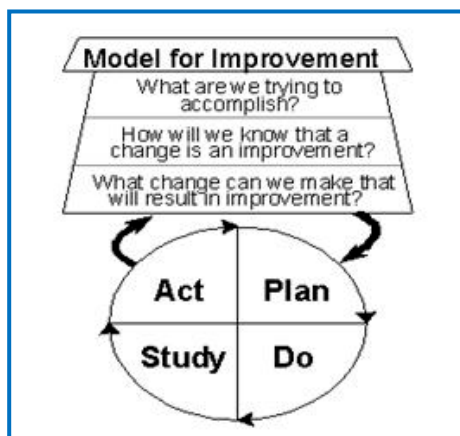 Model for Improvement
What are we trying to
accomplish?
How will we know that a
change is an improvement?
What change can we make that
will result in improvement?
Act Plan
Study Do